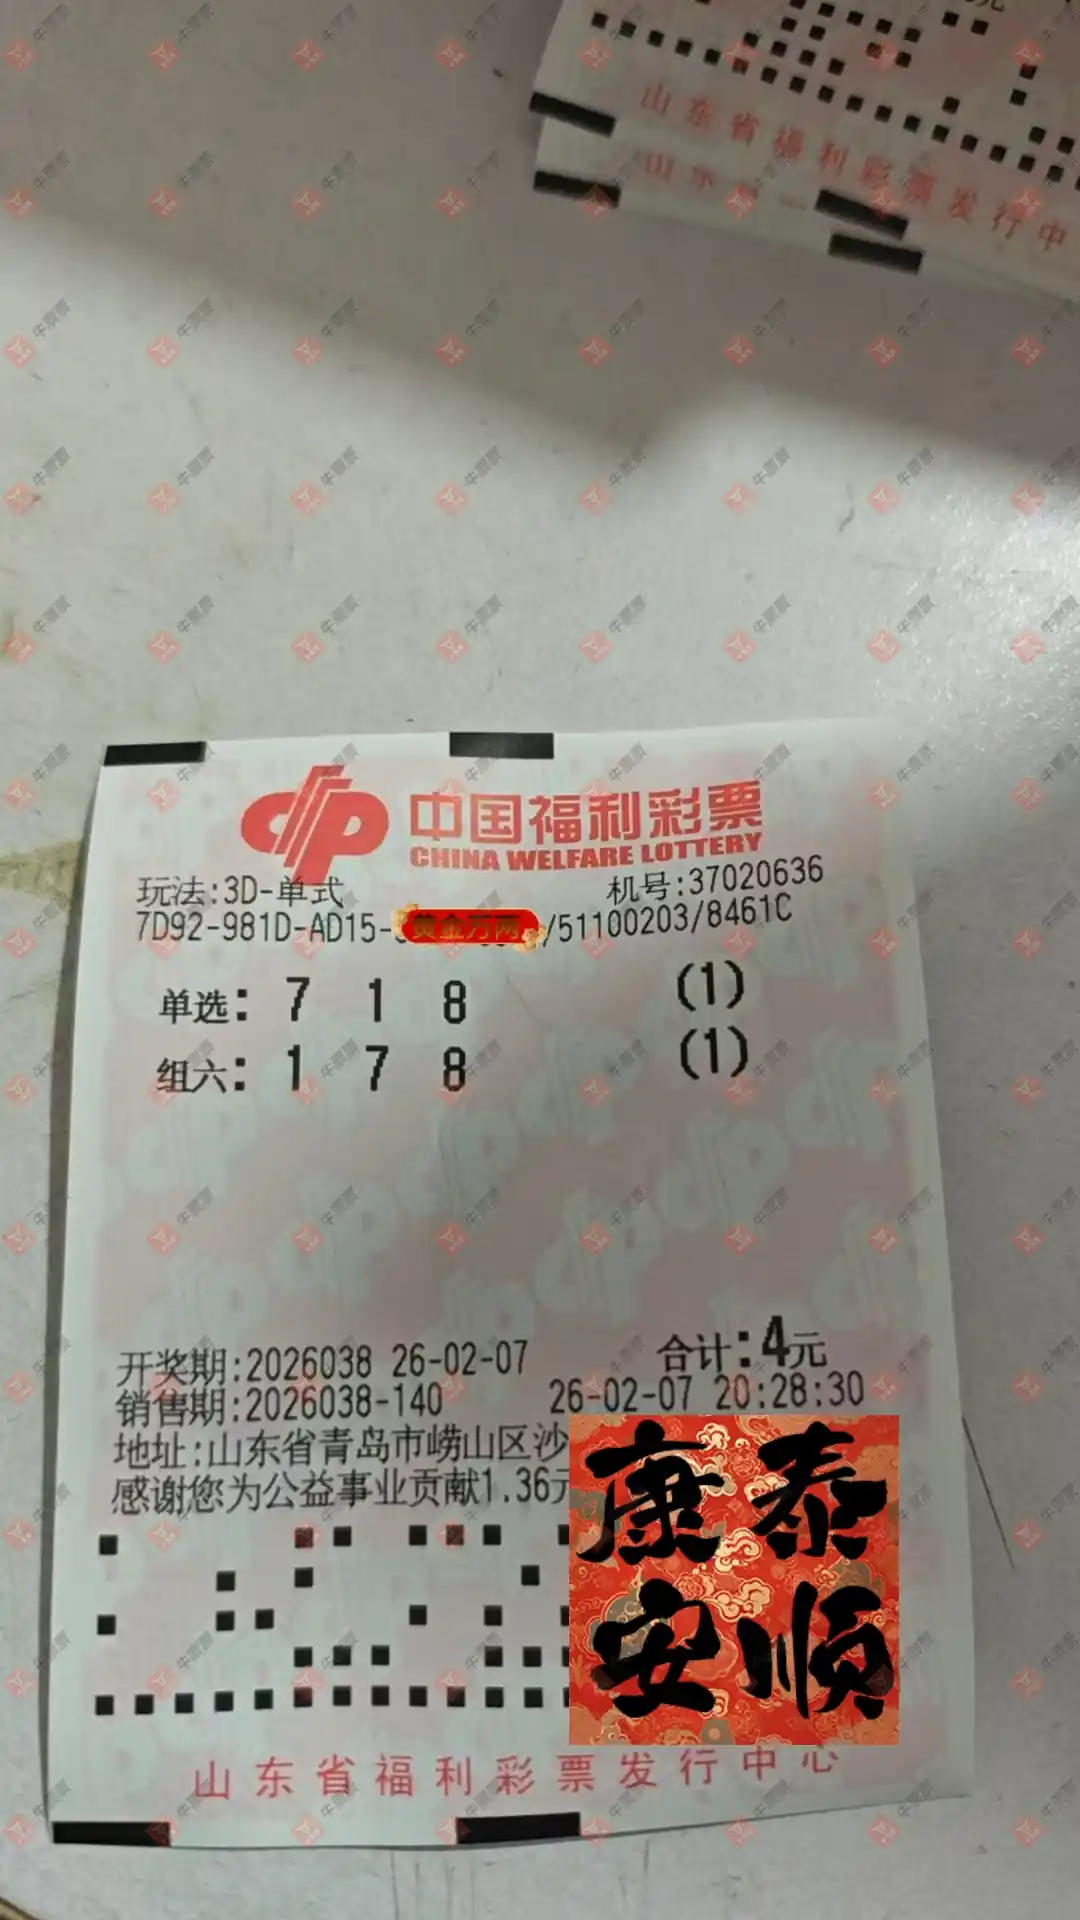 山东省福利彩票发行中
中国福利彩票
CHINA WELFARE LOTTERY
玩法:3D-单式 机号:37020636
7D92-981D-AD15- 黄金万两 /51100203/8461C
单选: 7 1 8 (1)
组六: 1 7 8 (1)
开奖期:2026038 26-02-07 合计:4元
销售期:2026038-140 26-02-07 20:28:30
地址:山东省青岛市崂山区沙
感谢您为公益事业贡献1.36元
康泰
安顺
山东省福利彩票发行中心